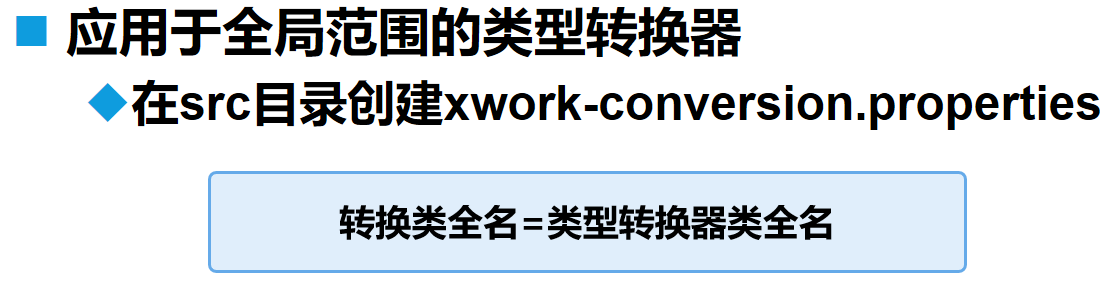 应用于全局范围的类型转换器
在src目录创建xwork-conversion.properties
转换类全名=类型转换器类全名